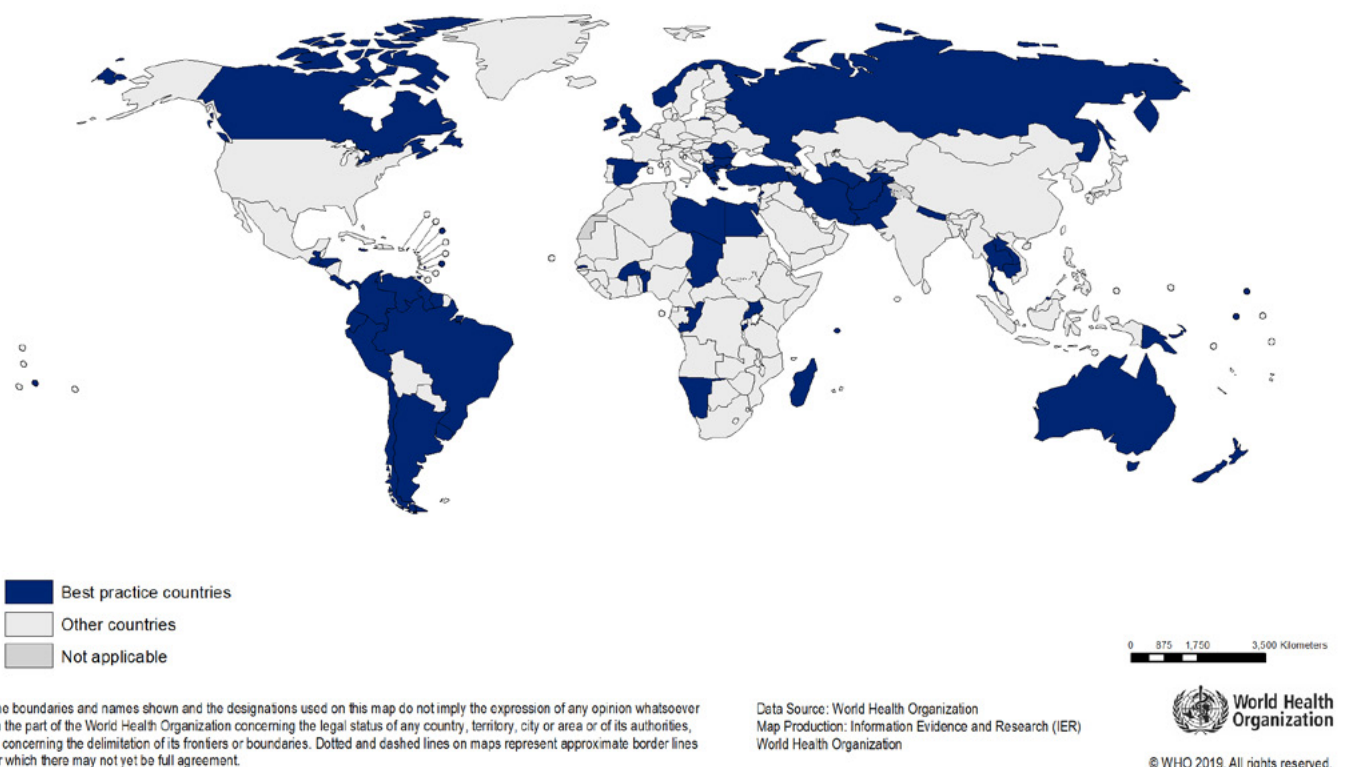 Best practice countries
Other countries
Not applicable
0 875 1,750 3,500 Kilometers
ne boundaries and names shown and the designations used on this map do not imply the expression of any opinion whatsoever
n the part of the World Health Organization concerning the legal status of any country, territory, city or area or of its authorities,
concerning the delimitation of its frontiers or boundaries. Dotted and dashed lines on maps represent approximate border lines
r which there may not yet be full agreement.
Data Source: World Health Organization
Map Production: Information Evidence and Research (IER)
World Health Organization
World Health
Organization
© WHO 2019. All rights reserved.